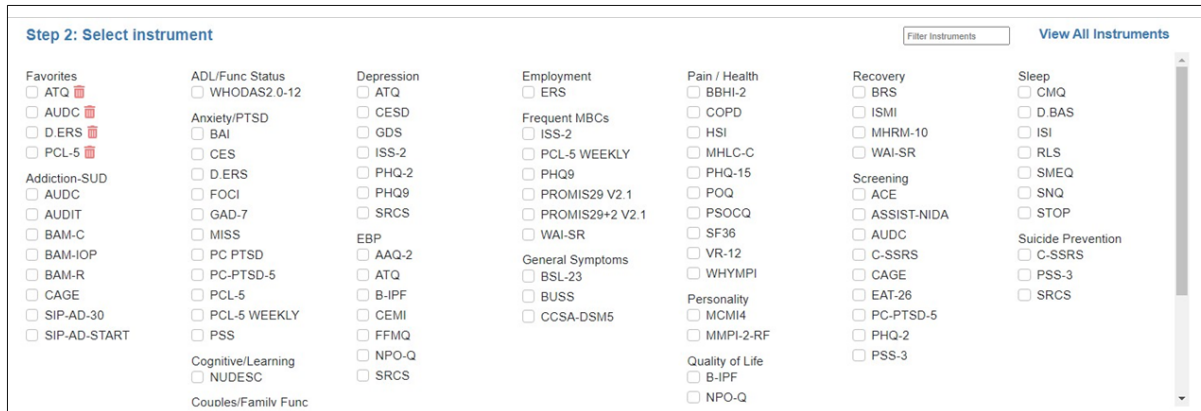 Step 2: Select instrument
Filter Instruments
View All Instruments
Favorites
ATQ
AUDC
D.ERS
PCL-5
Addiction-SUD
AUDC
AUDIT
BAM-C
BAM-IOP
BAM-R
CAGE
SIP-AD-30
SIP-AD-START
ADL/Func Status
WHODAS2.0-12
Anxiety/PTSD
BAI
CES
D.ERS
FOCI
GAD-7
MISS
PC PTSD
PC-PTSD-5
PCL-5
PCL-5 WEEKLY
PSS
Cognitive/Learning
NUDESC
Couples/Family Func
Depression
ATQ
CESD
GDS
ISS-2
PHQ-2
PHQ9
SRCS
EBP
AAQ-2
ATQ
B-IPF
CEMI
FFMQ
NPO-Q
SRCS
Employment
ERS
Frequent MBCs
ISS-2
PCL-5 WEEKLY
PHQ9
PROMIS29 V2.1
PROMIS29+2 V2.1
WAI-SR
General Symptoms
BSL-23
BUSS
CCSA-DSM5
Pain / Health
BBHI-2
COPD
HSI
MHLC-C
PHQ-15
POQ
PSOCQ
SF36
VR-12
WHYMPI
Personality
MCMI4
MMPI-2-RF
Quality of Life
B-IPF
NPO-Q
Recovery
BRS
ISMI
MHRM-10
WAI-SR
Screening
ACE
ASSIST-NIDA
AUDC
C-SSRS
CAGE
EAT-26
PC-PTSD-5
PHQ-2
PSS-3
Sleep
CMQ
D.BAS
ISI
RLS
SMEQ
SNQ
STOP
Suicide Prevention
C-SSRS
PSS-3
SRCS